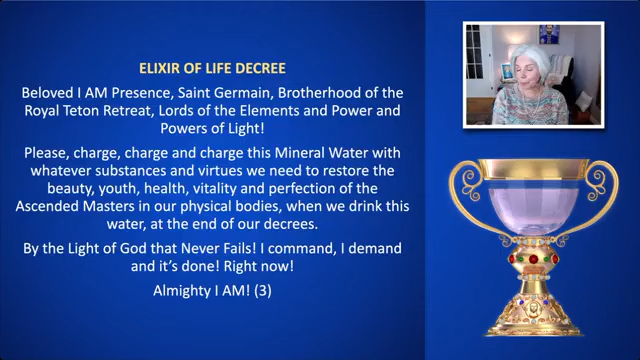 ELIXIR OF LIFE DECREE
Beloved I AM Presence, Saint Germain, Brotherhood of the
Royal Teton Retreat, Lords of the Elements and Power and
Powers of Light!
Please, charge, charge and charge this Mineral Water with
whatever substances and virtues we need to restore the
beauty, youth, health, vitality and perfection of the
Ascended Masters in our physical bodies, when we drink this
water, at the end of our decrees.
By the Light of God that Never Fails! I command, I demand
and it's done! Right now!
Almighty I AM! (3)